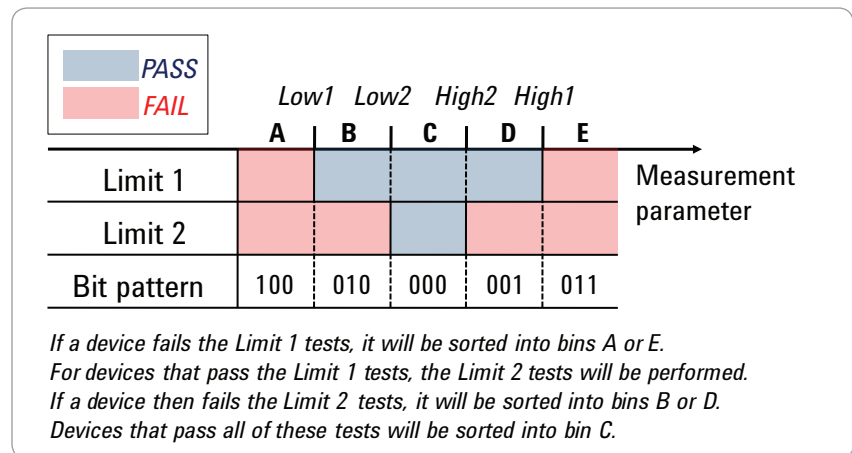 PASS
FAIL
Low1 Low2 High2 High1
A B C D E
Limit 1
Measurement
parameter
Limit 2
Bit pattern 100 010 000 001 011
If a device fails the Limit 1 tests, it will be sorted into bins A or E.
For devices that pass the Limit 1 tests, the Limit 2 tests will be performed.
If a device then fails the Limit 2 tests, it will be sorted into bins B or D.
Devices that pass all of these tests will be sorted into bin C.